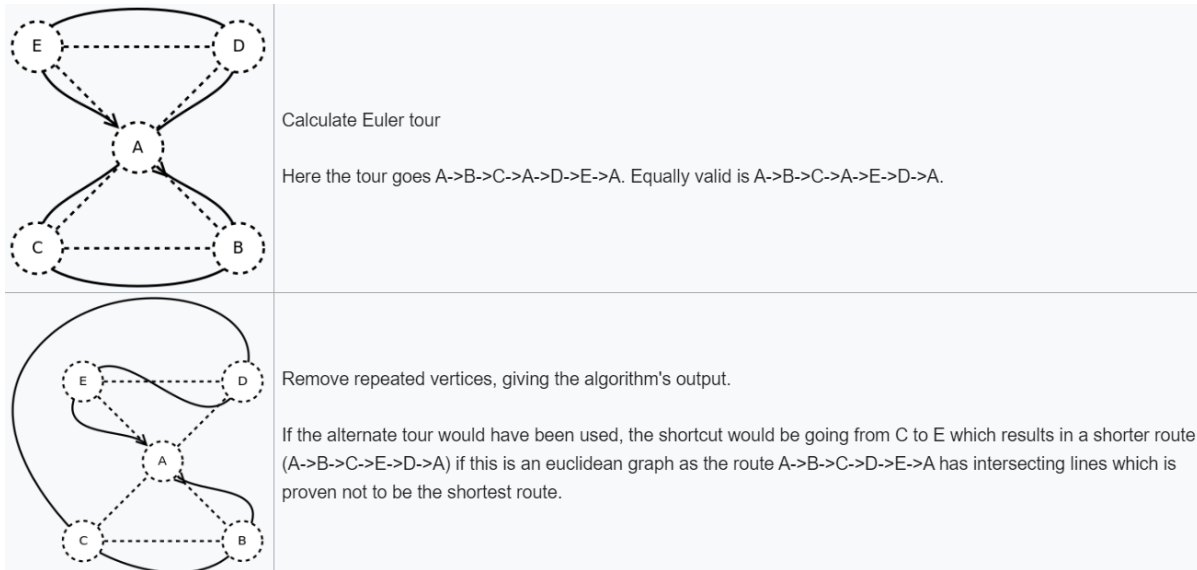 E
D
A
C
B
Calculate Euler tour
Here the tour goes A->B->C->A->D->E->A. Equally valid is A->B->C->A->E->D->A.
E
D
A
C
B
Remove repeated vertices, giving the algorithm's output.
If the alternate tour would have been used, the shortcut would be going from C to E which results in a shorter route
(A->B->C->E->D->A) if this is an euclidean graph as the route A->B->C->D->E->A has intersecting lines which is
proven not to be the shortest route.